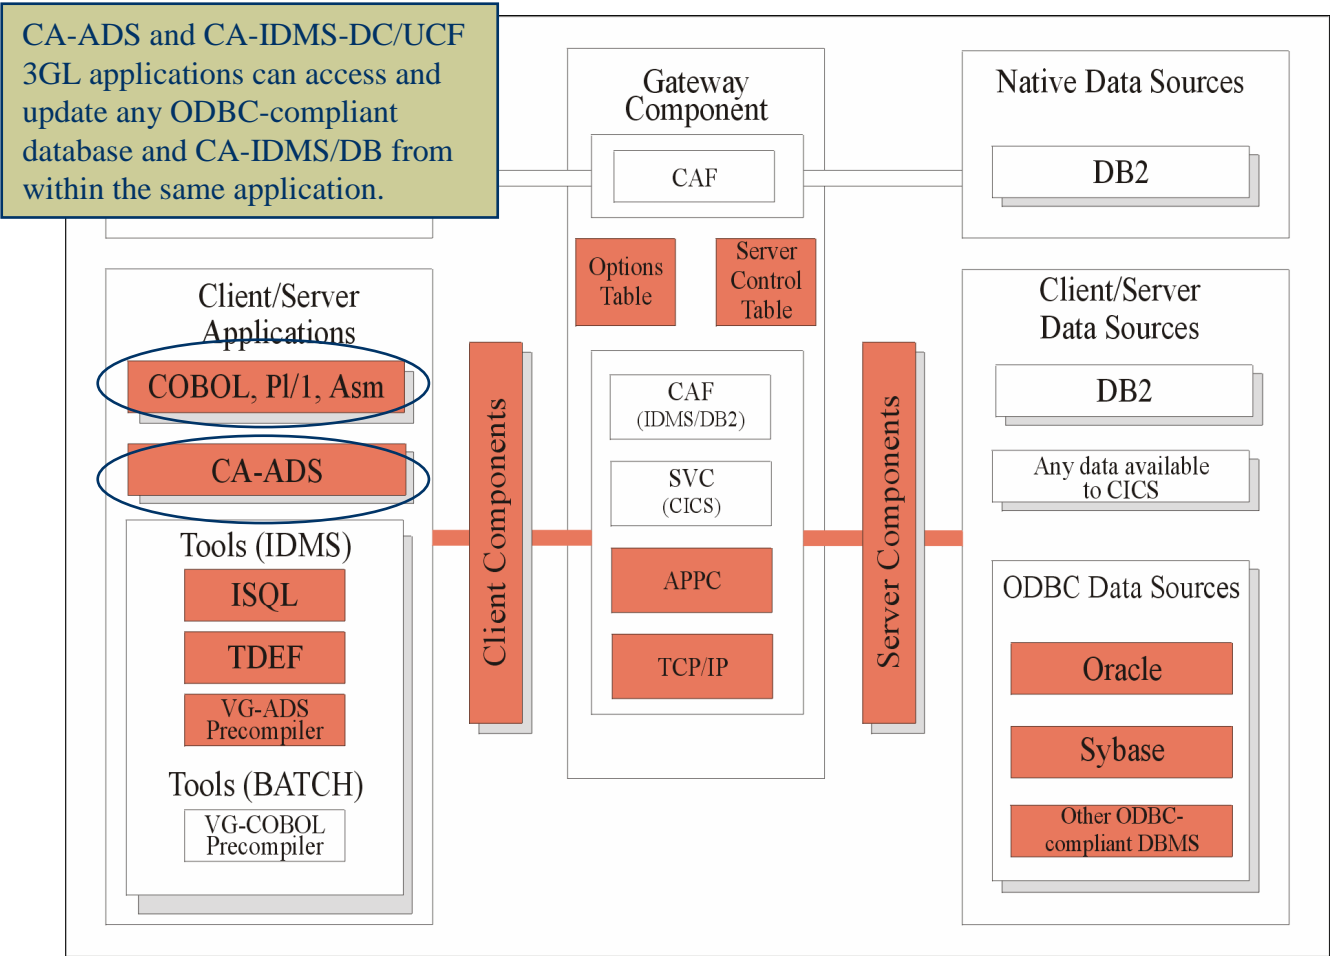 CA-ADS and CA-IDMS-DC/UCF
3GL applications can access and
update any ODBC-compliant
database and CA-IDMS/DB from
within the same application.
Gateway
Component
CAF
Native Data Sources
DB2
Options
Table
Server
Control
Table
Client/Server
Applications
COBOL, Pl/1, Asm
CA-ADS
Tools (IDMS)
ISQL
TDEF
VG-ADS
Precompiler
Tools (BATCH)
VG-COBOL
Precompiler
Client Components
CAF
(IDMS/DB2)
SVC
(CICS)
APPC
TCP/IP
Server Components
Client/Server
Data Sources
DB2
Any data available
to CICS
ODBC Data Sources
Oracle
Sybase
Other ODBC-
compliant DBMS